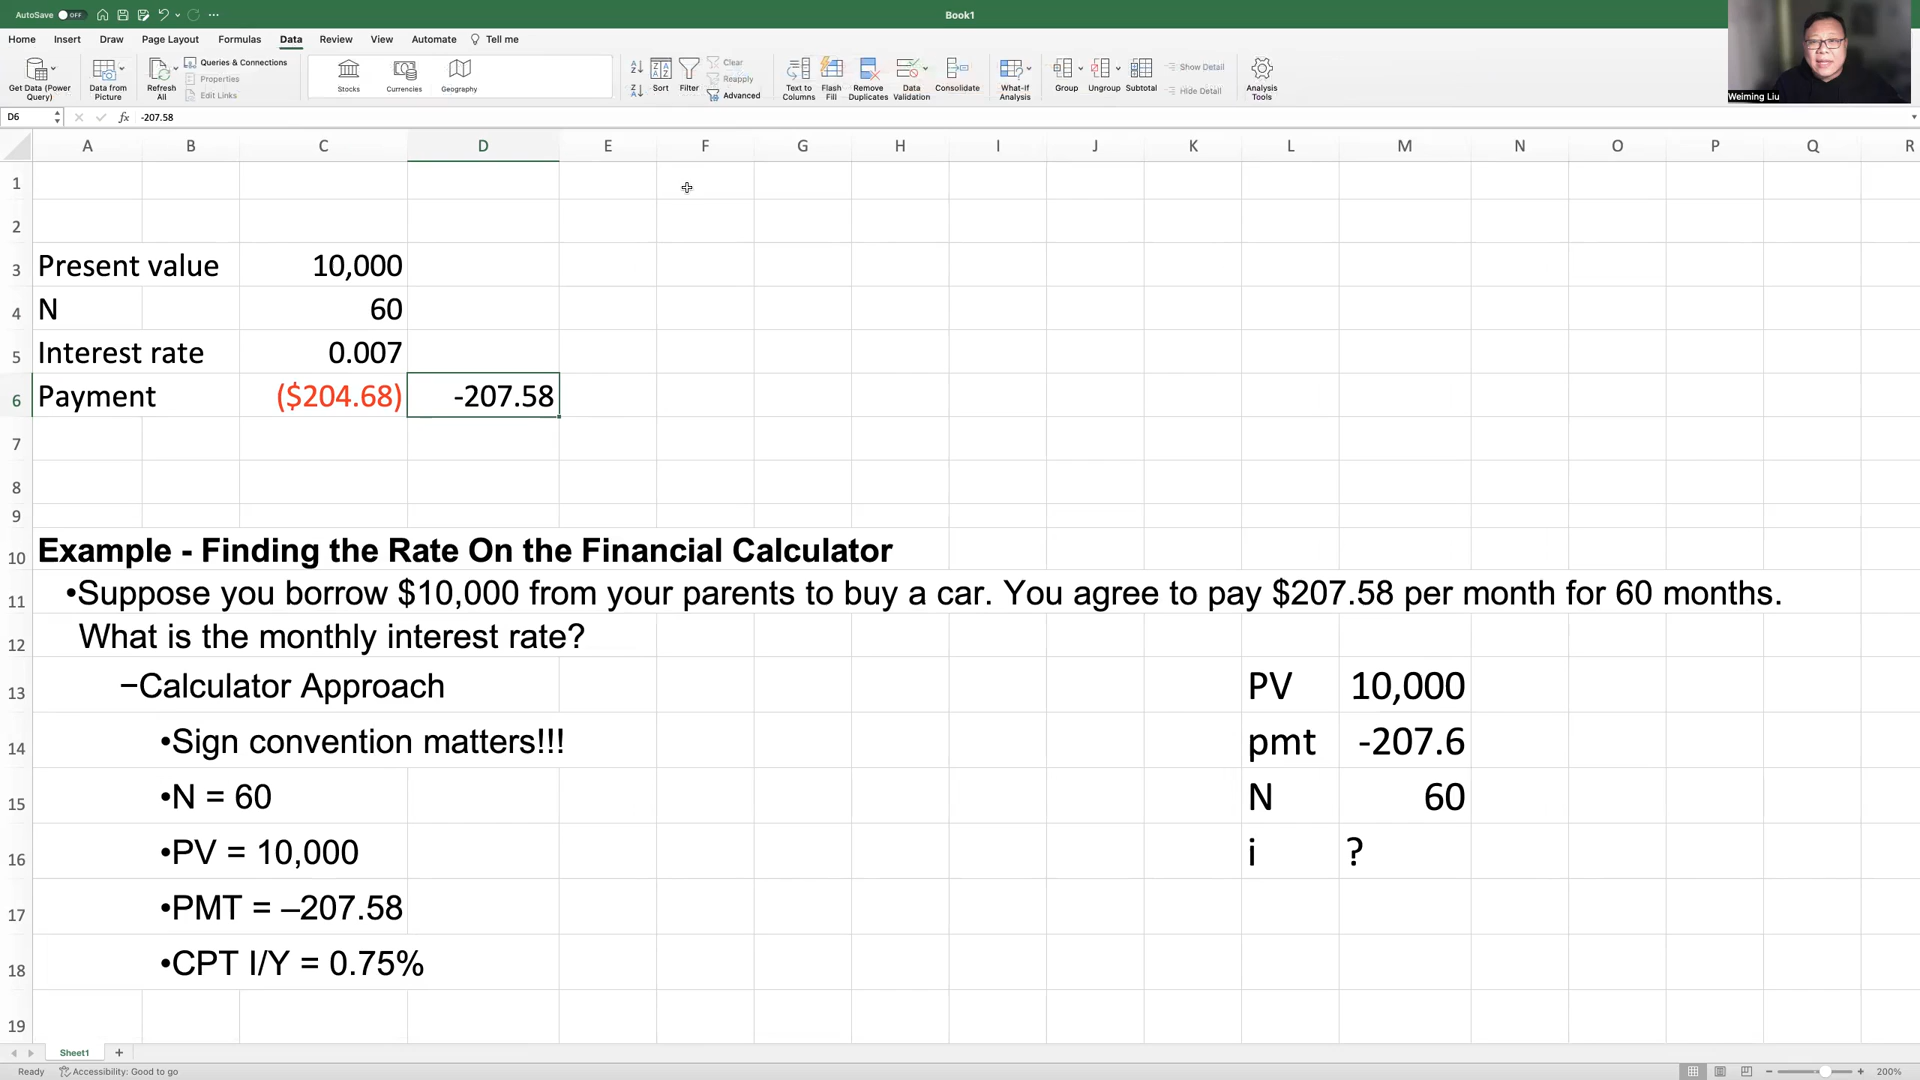 AutoSave OFF
Book1
Home Insert Draw Page Layout Formulas Data Review View Automate Tell me
Get Data (Power Query)
Data from Picture
Refresh All
Queries & Connections
Properties
Edit Links
Stocks
Currencies
Geography
Sort
Filter
Clear
Reapply
Advanced
Text to Columns
Flash Fill
Remove Duplicates
Data Validation
Consolidate
What-If Analysis
Group
Ungroup
Subtotal
Show Detail
Hide Detail
Analysis Tools
Weiming Liu
D6 fx -207.58
A B C D E F G H I J K L M N O P Q R
1
2
3 Present value 10,000
4 N 60
5 Interest rate 0.007
6 Payment ($204.68) -207.58
7
8
9
10 Example - Finding the Rate On the Financial Calculator
11 •Suppose you borrow $10,000 from your parents to buy a car. You agree to pay $207.58 per month for 60 months.
12 What is the monthly interest rate?
13 –Calculator Approach PV 10,000
14 •Sign convention matters!!! pmt -207.6
15 •N = 60 N 60
16 •PV = 10,000 i ?
17 •PMT = –207.58
18 •CPT I/Y = 0.75%
19
Sheet1
Ready Accessibility: Good to go 200%